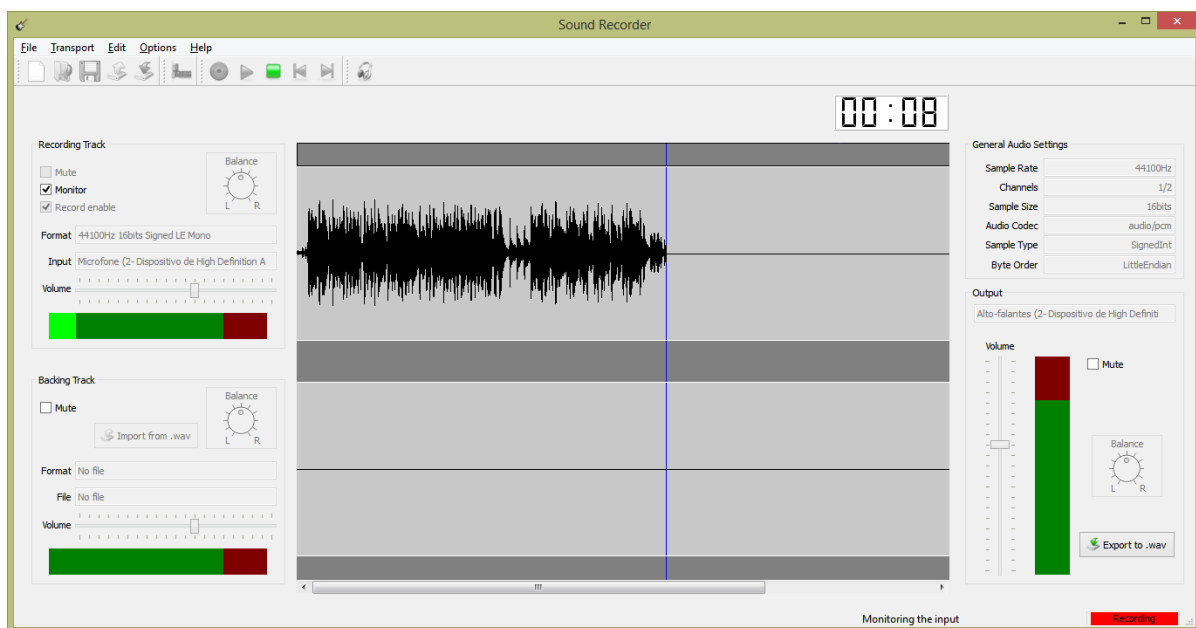 Sound Recorder
File Transport Edit Options Help
00:08
Recording Track
Mute
Monitor
Record enable
Balance
L R
Format 44100Hz 16bits Signed LE Mono
Input Microfone (2- Dispositivo de High Definition A
Volume
Backing Track
Mute
Balance
L R
Import from .wav
Format No file
File No file
Volume
General Audio Settings
Sample Rate 44100Hz
Channels 1/2
Sample Size 16bits
Audio Codec audio/pcm
Sample Type SignedInt
Byte Order LittleEndian
Output
Alto-falantes (2- Dispositivo de High Definiti
Volume
Mute
Balance
L R
Export to .wav
Monitoring the input
Recording